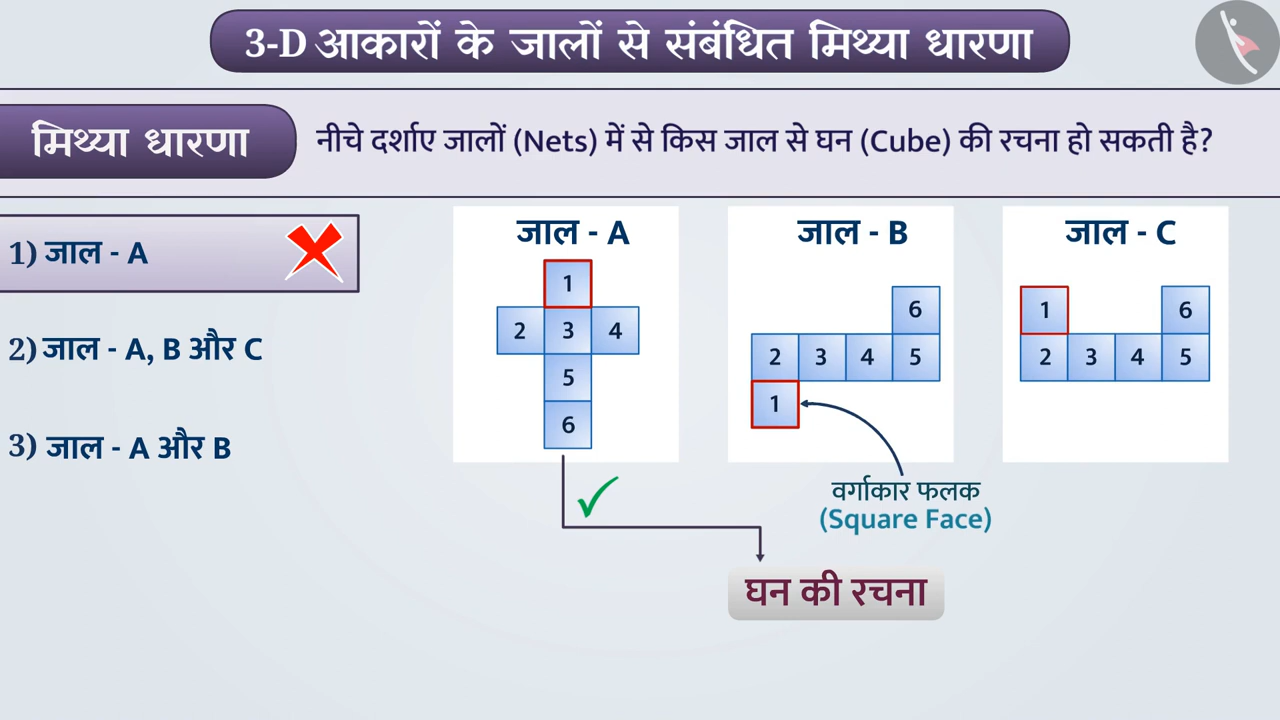 3-D आकारों के जालों से संबंधित मिथ्या धारणा
मिथ्या धारणा
नीचे दर्शाए जालों (Nets) में से किस जाल से घन (Cube) की रचना हो सकती है?
1) जाल - A
2) जाल - A, B और C
3) जाल - A और B
जाल - A
1
2 3 4
5
6
जाल - B
6
2 3 4 5
1
वर्गाकार फलक
(Square Face)
जाल - C
1 6
2 3 4 5
घन की रचना